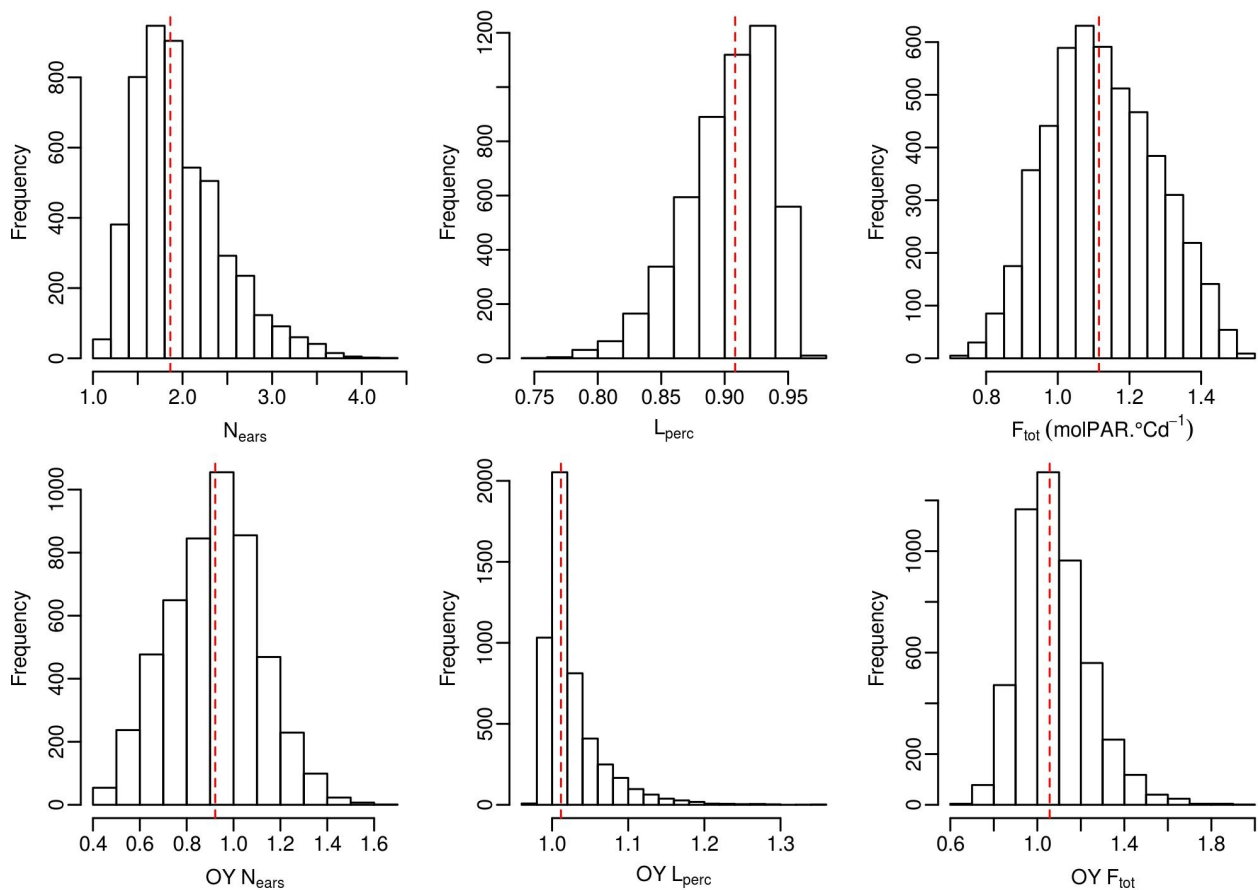 Frequency
0 200 400 600 800
1.0 2.0 3.0 4.0
N_ears
Frequency
0 200 400 600 800 1200
0.75 0.80 0.85 0.90 0.95
L_perc
Frequency
0 100 200 300 400 500 600
0.8 1.0 1.2 1.4
F_tot (molPAR.°Cd^−1)
Frequency
0 200 400 600 800 1000
0.4 0.6 0.8 1.0 1.2 1.4 1.6
OY N_ears
Frequency
0 500 1000 1500 2000
1.0 1.1 1.2 1.3
OY L_perc
Frequency
0 200 600 1000
0.6 1.0 1.4 1.8
OY F_tot